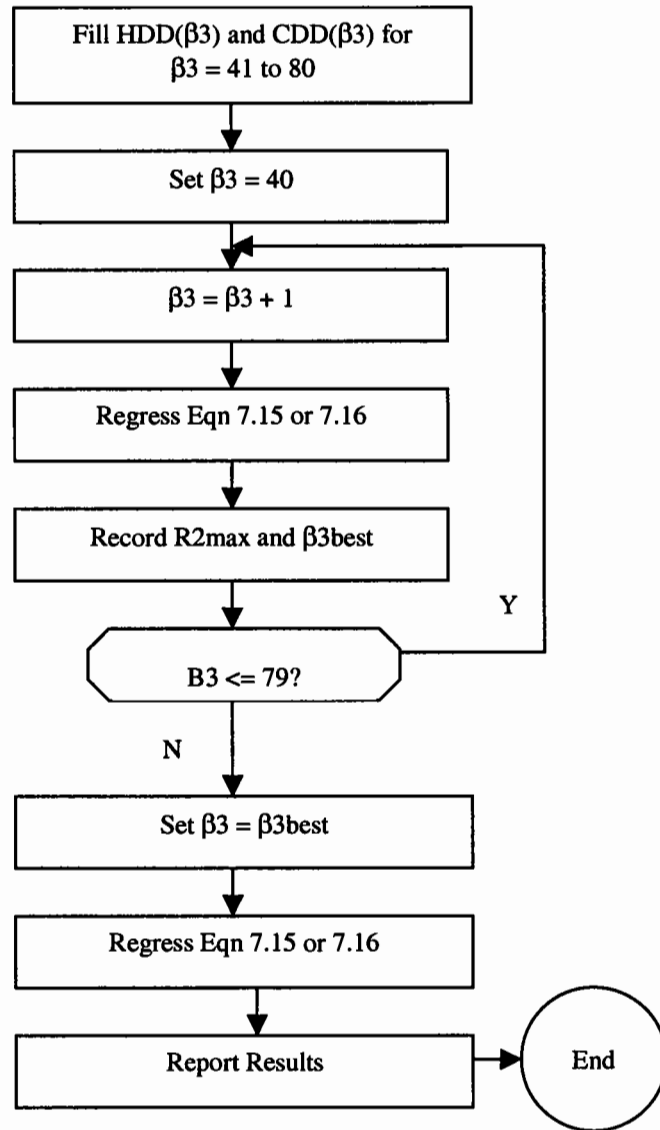 Fill HDD(β3) and CDD(β3) for
β3 = 41 to 80
Set β3 = 40
β3 = β3 + 1
Regress Eqn 7.15 or 7.16
Record R2max and β3best
Y
B3 <= 79?
N
Set β3 = β3best
Regress Eqn 7.15 or 7.16
Report Results
End